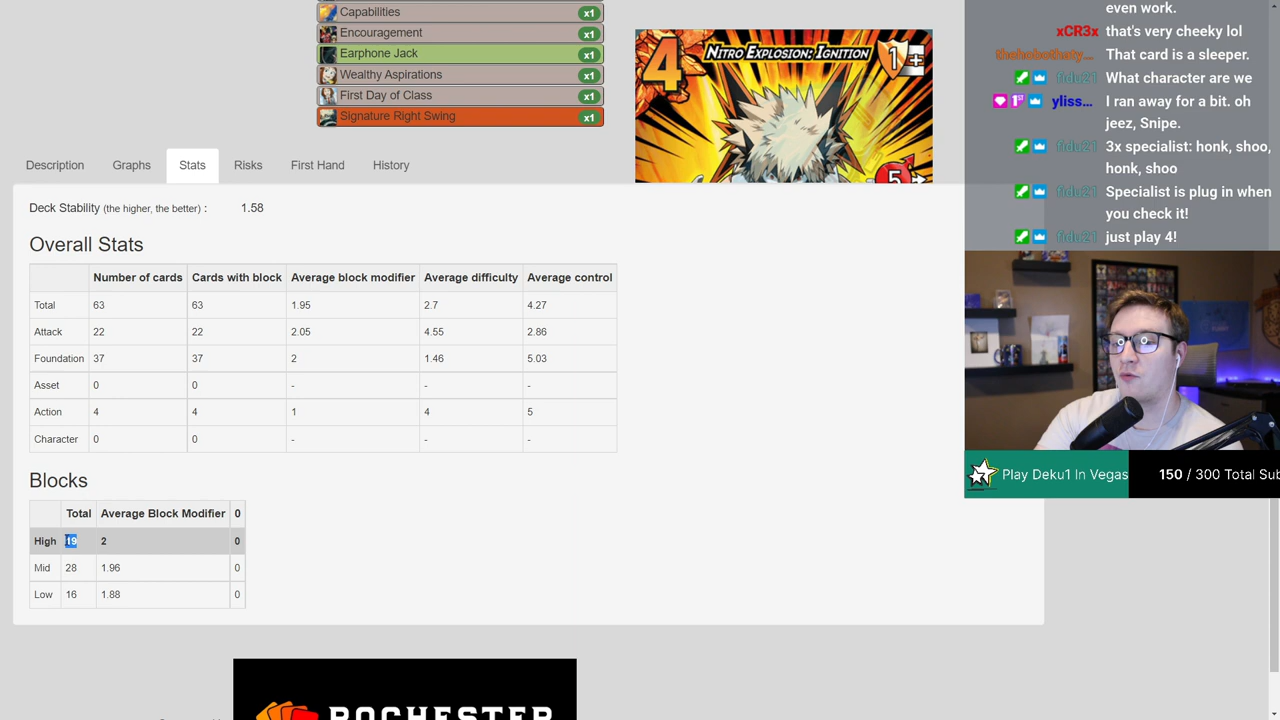 Capabilities x1
Encouragement x1
Earphone Jack x1
Wealthy Aspirations x1
First Day of Class x1
Signature Right Swing x1
4 NITRO EXPLOSION: IGNITION 1+
5
Description Graphs Stats Risks First Hand History
Deck Stability (the higher, the better) : 1.58
Overall Stats
Number of cards Cards with block Average block modifier Average difficulty Average control
Total 63 63 1.95 2.7 4.27
Attack 22 22 2.05 4.55 2.86
Foundation 37 37 2 1.46 5.03
Asset 0 0 - - -
Action 4 4 1 4 5
Character 0 0 - - -
Blocks
Total Average Block Modifier 0
High 19 2 0
Mid 28 1.96 0
Low 16 1.88 0
ROCHESTER
even work.
xCR3x that's very cheeky lol
That card is a sleeper.
fidu21 What character are we
yliss... I ran away for a bit. oh
jeez, Snipe.
fidu21 3x specialist: honk, shoo,
honk, shoo
fidu21 Specialist is plug in when
you check it!
fidu21 just play 4!
Play Deku1 In Vegas 150 / 300 Total Sub